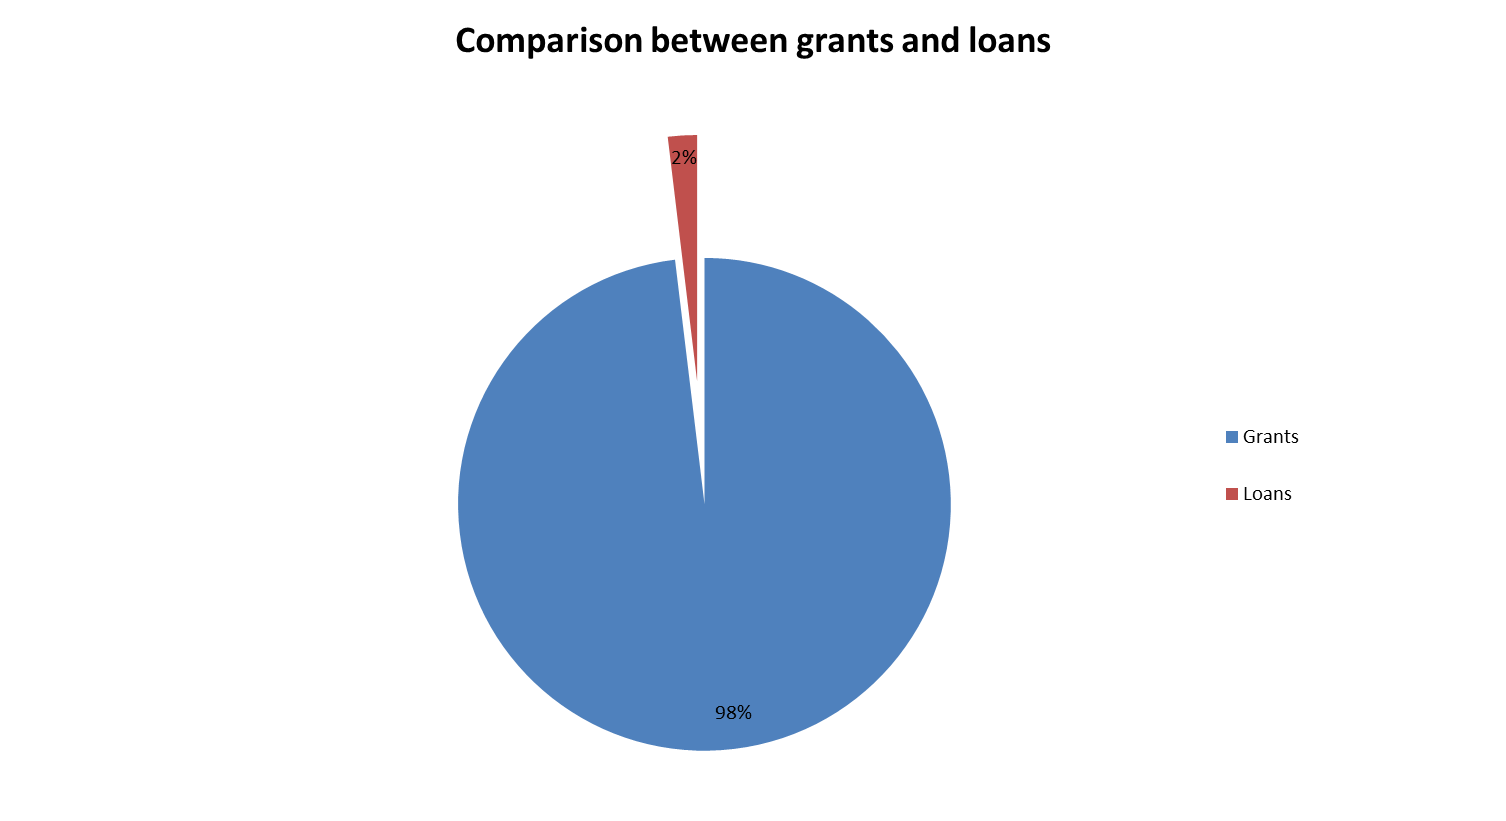 Comparison between grants and loans
2%
Grants
Loans
98%